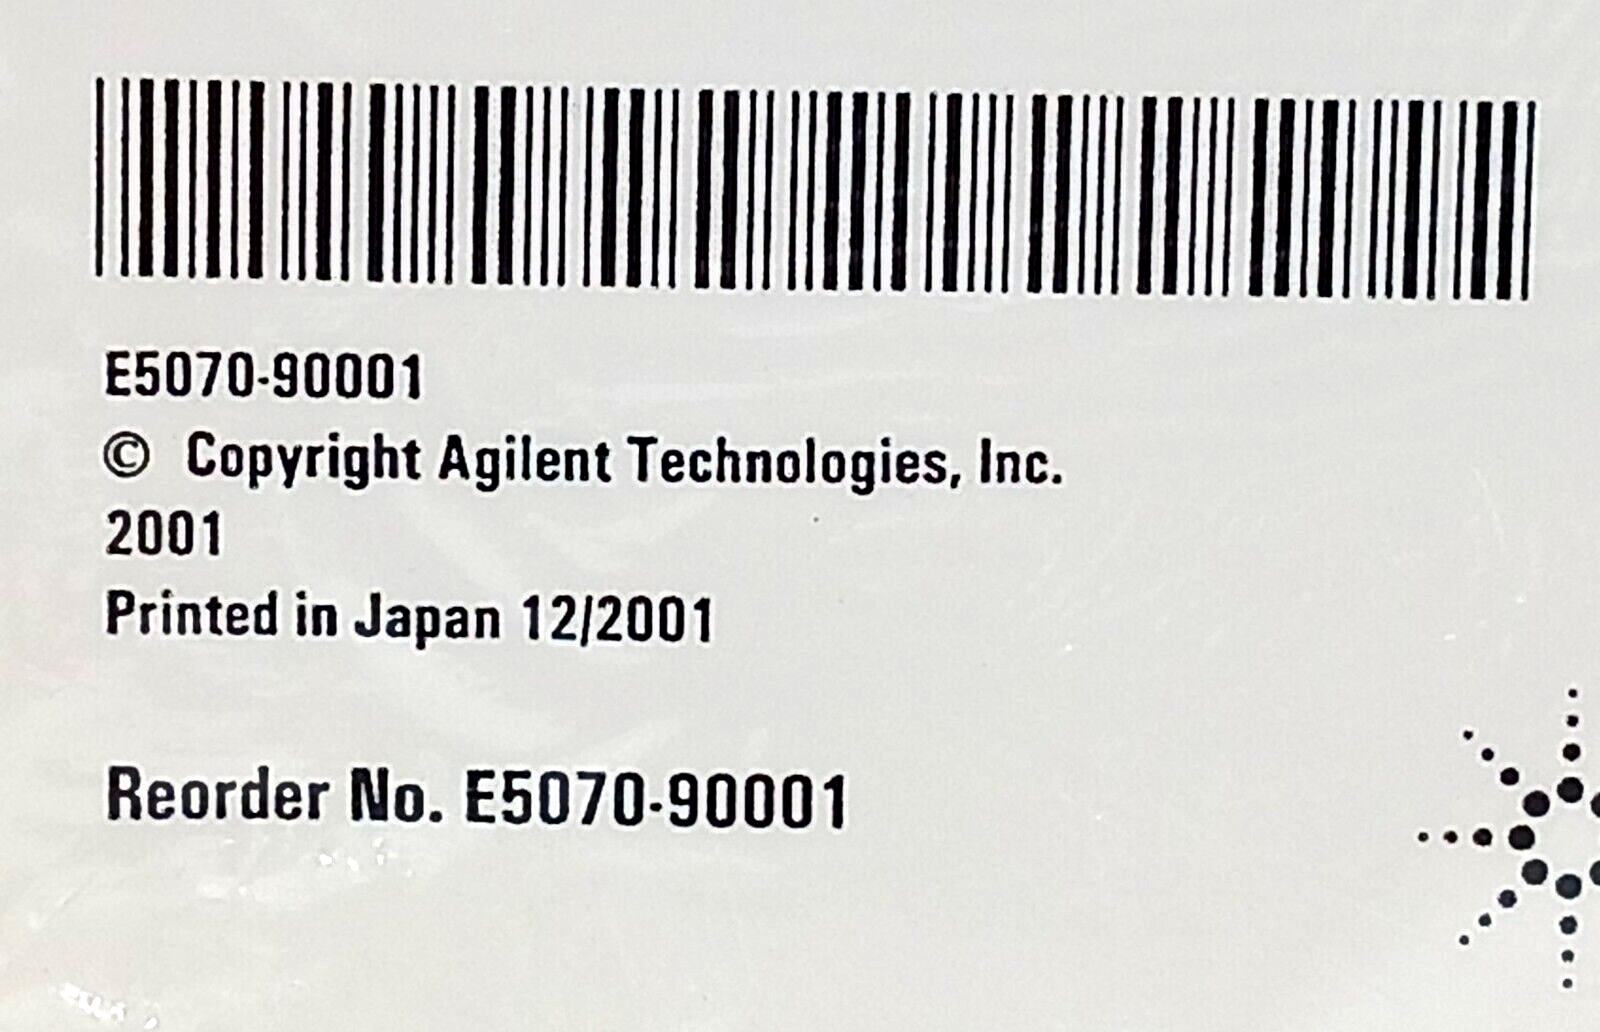 E5070-90001
© Copyright Agilent Technologies, Inc.
2001
Printed in Japan 12/2001
Reorder No. E5070-90001